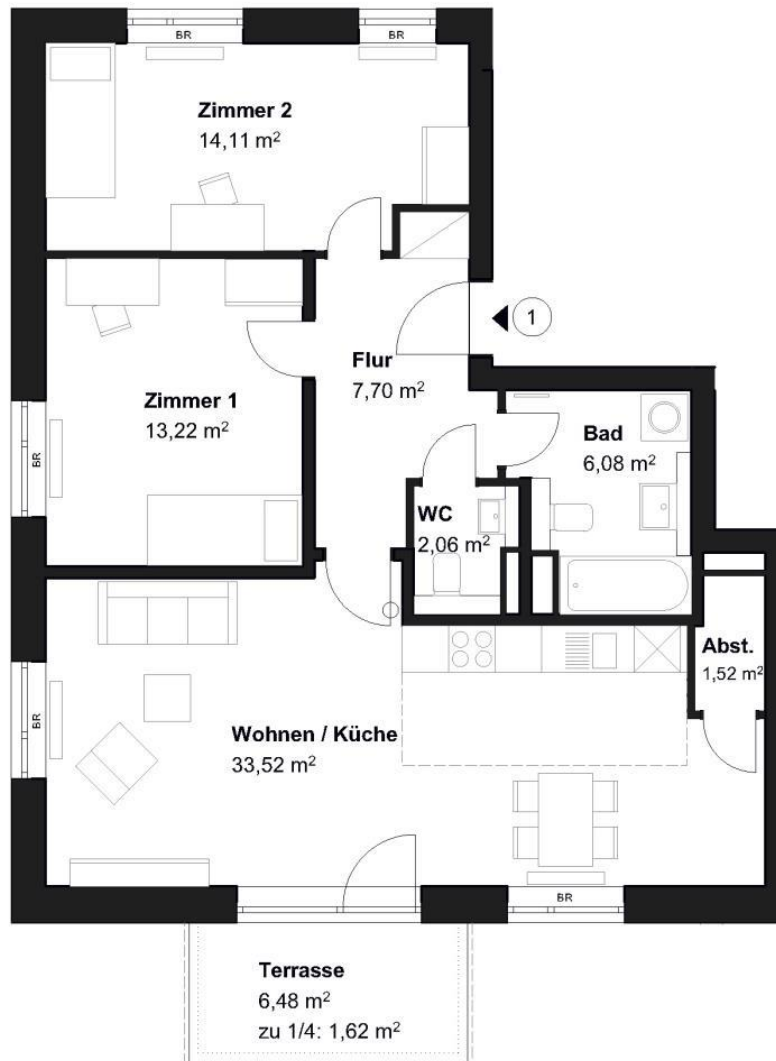 BR
BR
Zimmer 2
14,11 m²
1
Flur
7,70 m²
Zimmer 1
13,22 m²
BR
Bad
6,08 m²
WC
2,06 m²
Abst.
1,52 m²
BR
Wohnen / Küche
33,52 m²
BR
Terrasse
6,48 m²
zu 1/4: 1,62 m²